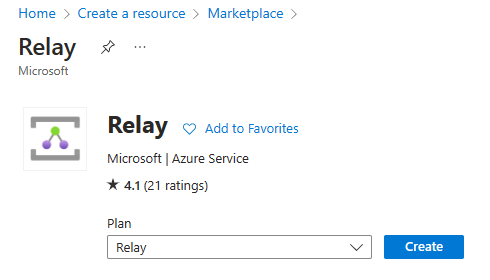 Home > Create a resource > Marketplace >
Relay ...
Microsoft
Relay Add to Favorites
Microsoft | Azure Service
★ 4.1 (21 ratings)
Plan
Relay Create